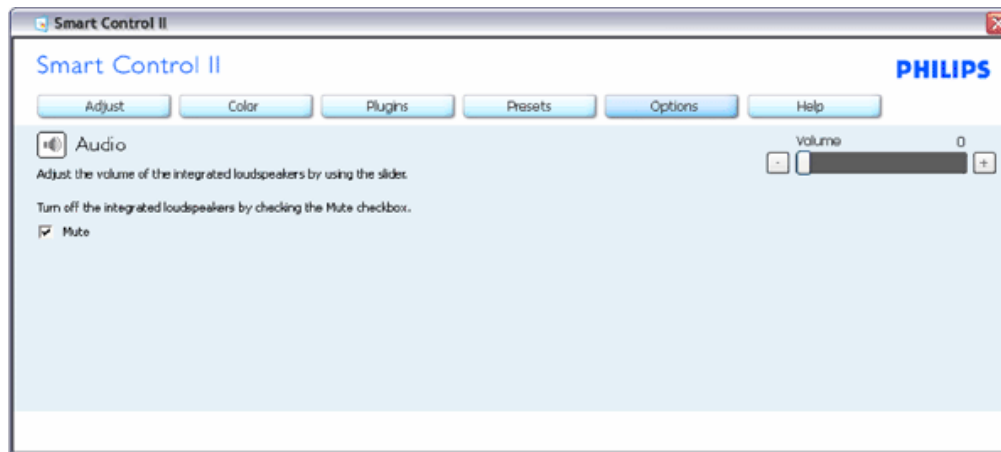 Smart Control II
Smart Control II
PHILIPS
Adjust Color Plugins Presets Options Help
Audio
Volume 0
- +
Adjust the volume of the integrated loudspeakers by using the slider.
Turn off the integrated loudspeakers by checking the Mute checkbox.
Mute